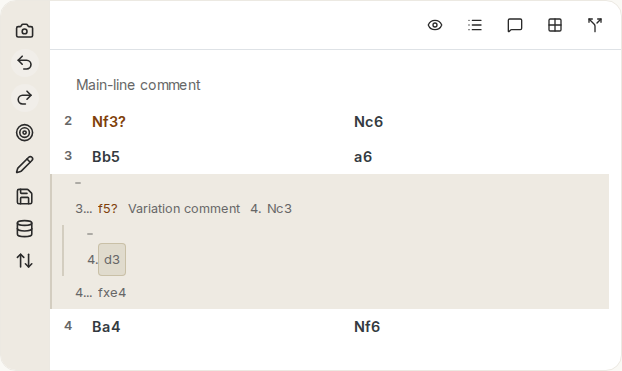 Main-line comment
2 Nf3? Nc6
3 Bb5 a6
–
3... f5? Variation comment 4. Nc3
–
4. d3
4... fxe4
4 Ba4 Nf6